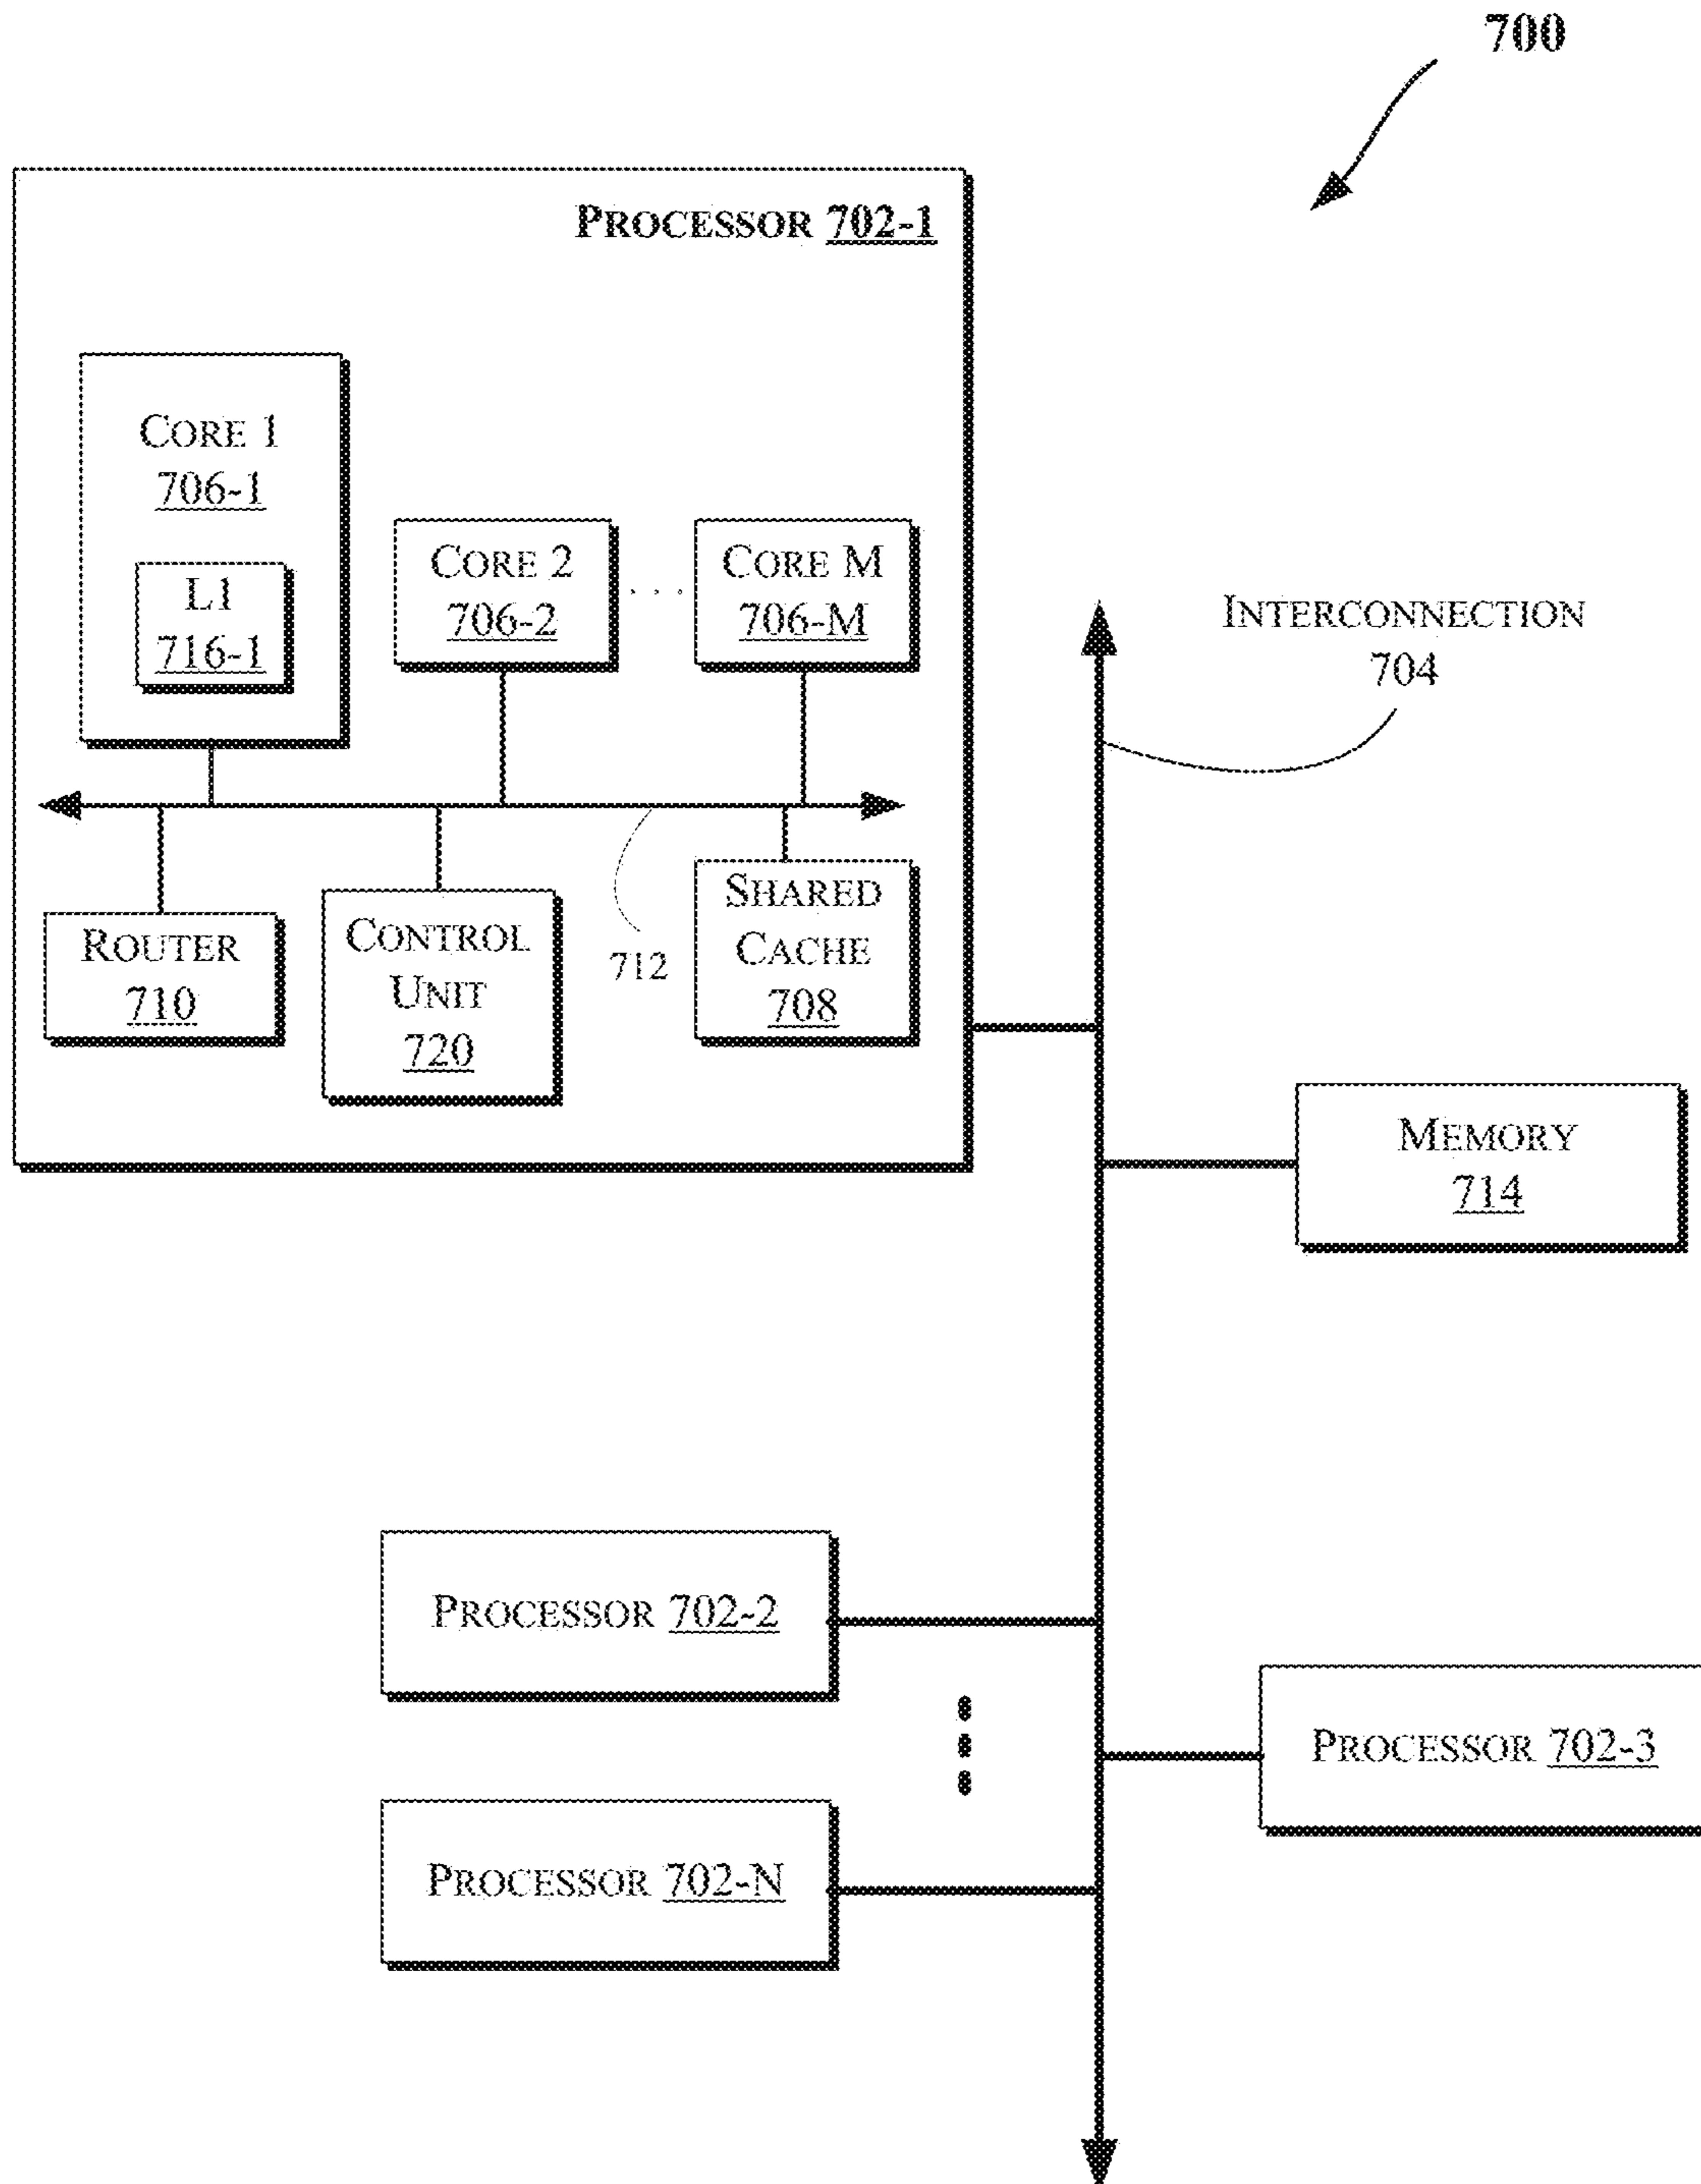 700
PROCESSOR 702-1
CORE 1
706-1
L1
716-1
CORE 2
706-2
. . .
CORE M
706-M
712
ROUTER
710
CONTROL
UNIT
720
SHARED
CACHE
708
INTERCONNECTION
704
MEMORY
714
PROCESSOR 702-2
PROCESSOR 702-3
PROCESSOR 702-N